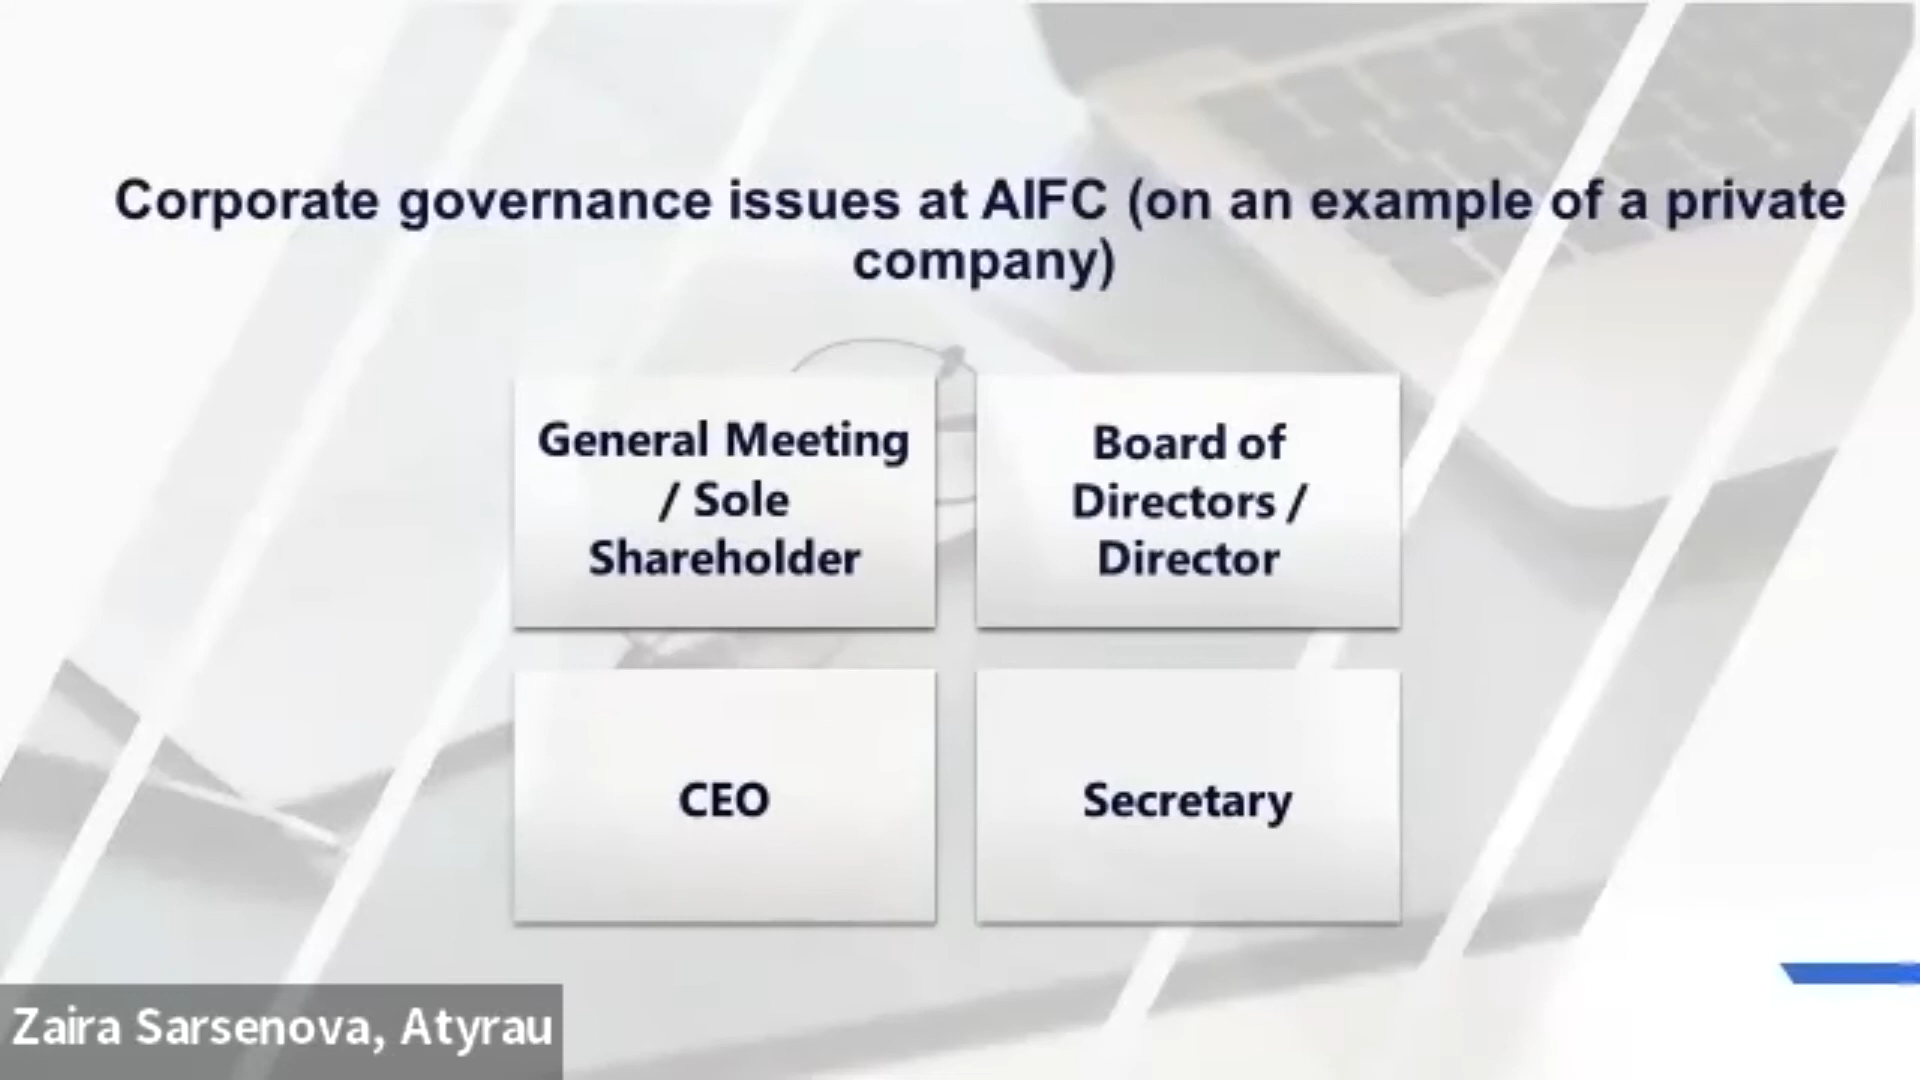 Corporate governance issues at AIFC (on an example of a private
company)
General Meeting
/ Sole
Shareholder
Board of
Directors /
Director
CEO
Secretary
Zaira Sarsenova, Atyrau